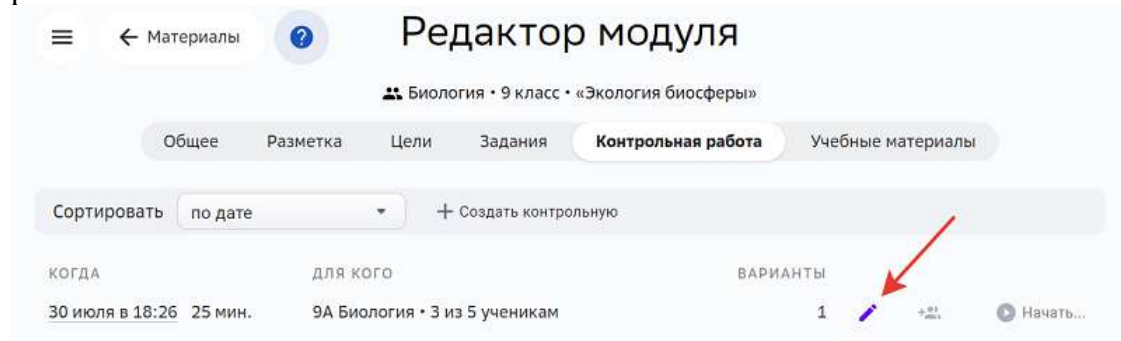 Материалы
Редактор модуля
Биология • 9 класс • «Экология биосферы»
Общее Разметка Цели Задания Контрольная работа Учебные материалы
Сортировать по дате + Создать контрольную
КОГДА ДЛЯ КОГО ВАРИАНТЫ
30 июля в 18:26 25 мин. 9А Биология • 3 из 5 ученикам 1 Начать...